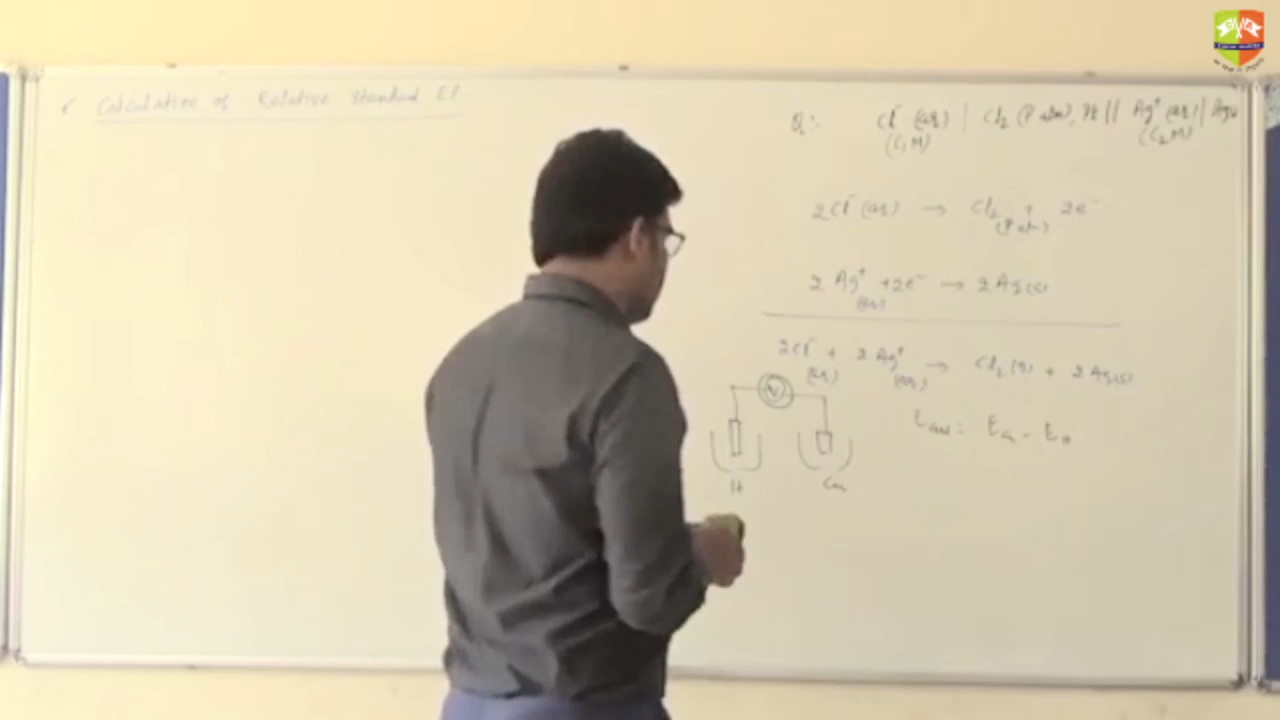 ✓ Calculation of Relative Standard EP
Q:- Cl⁻ (aq) | Cl₂ (P atm), Pt || Ag⁺ (aq) | Ag(s)
(C₁M) (C₂M)
2Cl⁻ (aq) → Cl₂ + 2e⁻
(P atm)
2 Ag⁺ + 2e⁻ → 2 Ag(s)
(aq)
2Cl⁻ + 2 Ag⁺ → Cl₂(g) + 2 Ag(s)
(aq) (aq)
V